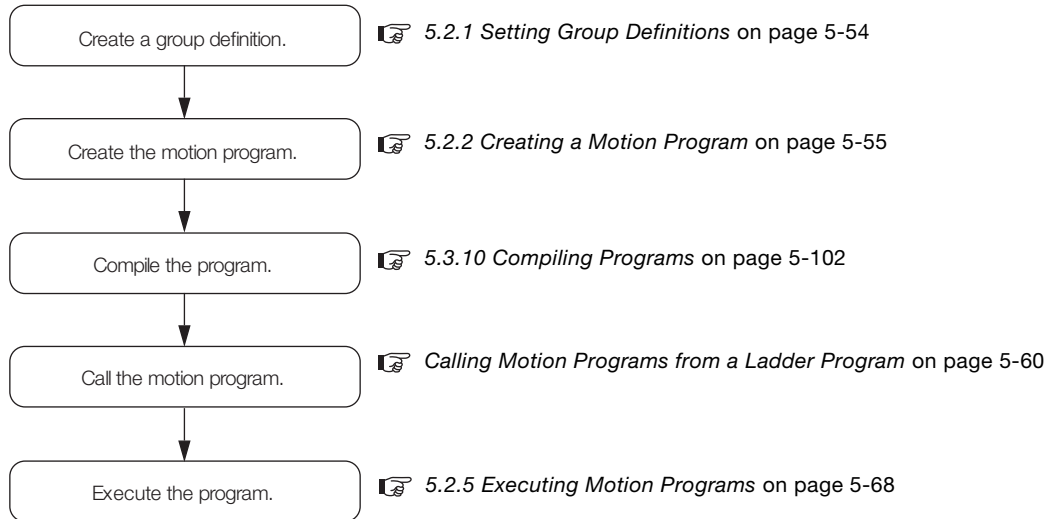 Create a group definition.
5.2.1 Setting Group Definitions on page 5-54
Create the motion program.
5.2.2 Creating a Motion Program on page 5-55
Compile the program.
5.3.10 Compiling Programs on page 5-102
Call the motion program.
Calling Motion Programs from a Ladder Program on page 5-60
Execute the program.
5.2.5 Executing Motion Programs on page 5-68